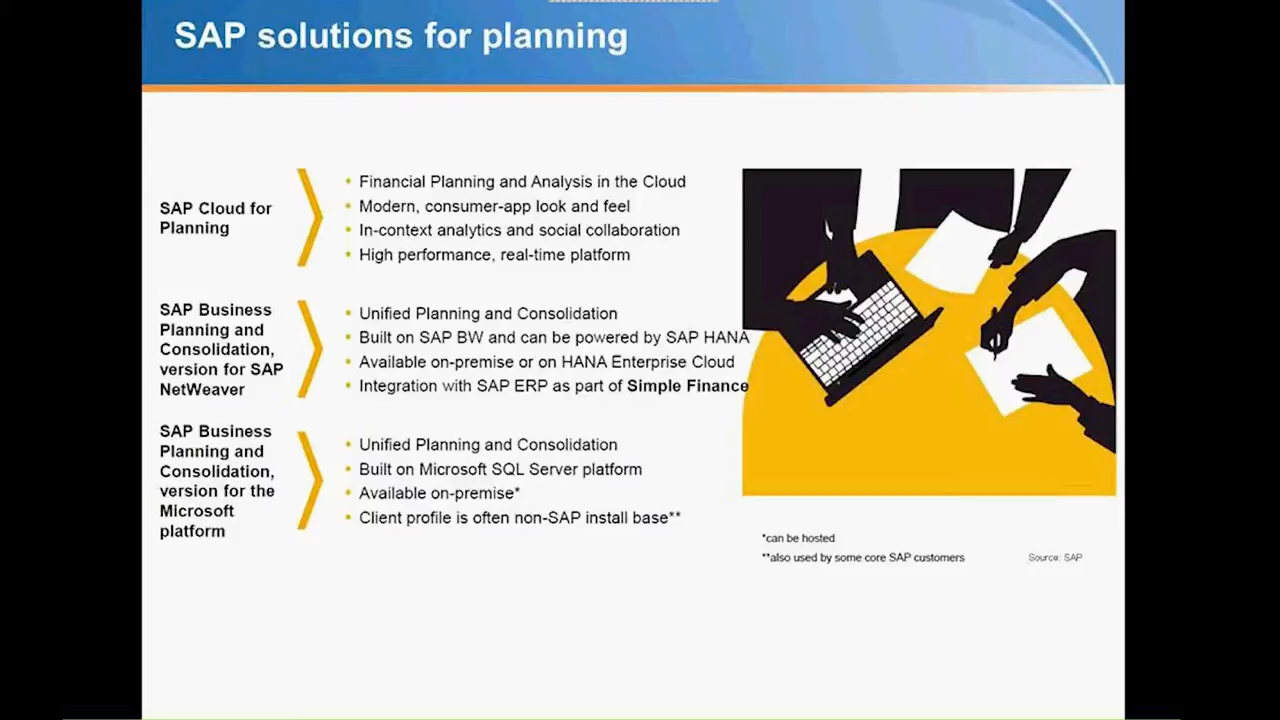 SAP solutions for planning
SAP Cloud for
Planning
• Financial Planning and Analysis in the Cloud
• Modern, consumer-app look and feel
• In-context analytics and social collaboration
• High performance, real-time platform
SAP Business
Planning and
Consolidation,
version for SAP
NetWeaver
• Unified Planning and Consolidation
• Built on SAP BW and can be powered by SAP HANA
• Available on-premise or on HANA Enterprise Cloud
• Integration with SAP ERP as part of Simple Finance
SAP Business
Planning and
Consolidation,
version for the
Microsoft
platform
• Unified Planning and Consolidation
• Built on Microsoft SQL Server platform
• Available on-premise*
• Client profile is often non-SAP install base**
*can be hosted
**also used by some core SAP customers
Source: SAP